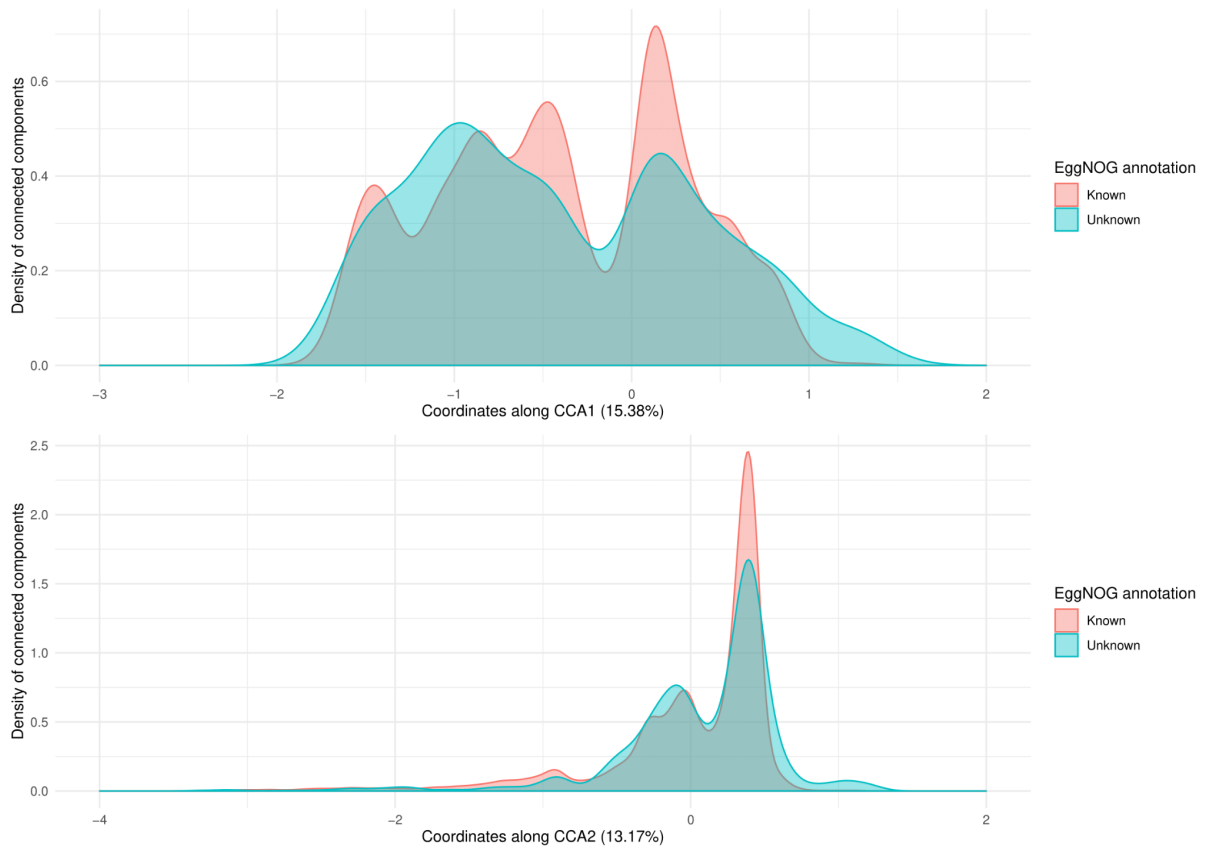 Density of connected components
0.6
0.4
0.2
0.0
−3
−2
−1
0
1
2
Coordinates along CCA1 (15.38%)
EggNOG annotation
Known
Unknown
Density of connected components
2.5
2.0
1.5
1.0
0.5
0.0
−4
−2
0
2
Coordinates along CCA2 (13.17%)
EggNOG annotation
Known
Unknown